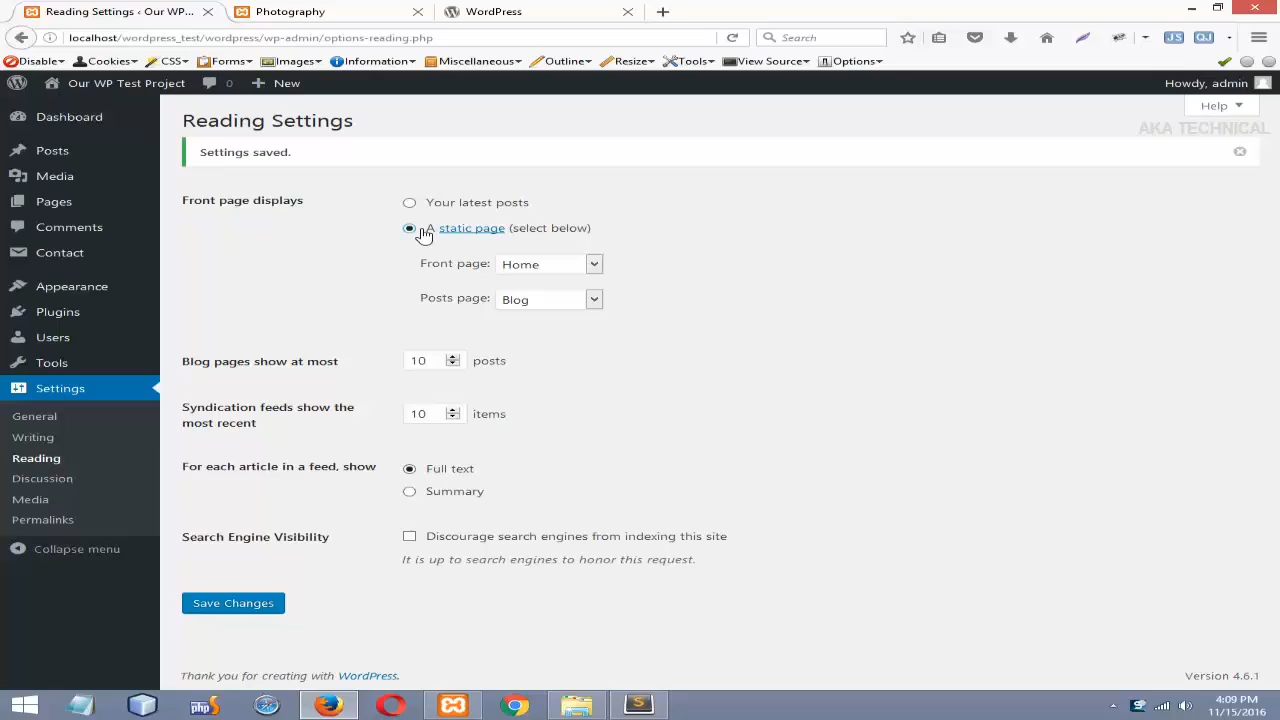 Reading Settings ‹ Our WP...
Photography
WordPress
localhost/wordpress_test/wordpress/wp-admin/options-reading.php
Search
Disable
Cookies
CSS
Forms
Images
Information
Miscellaneous
Outline
Resize
Tools
View Source
Options
Our WP Test Project
0
New
Howdy, admin
Help
AKA TECHNICAL
Dashboard
Posts
Media
Pages
Comments
Contact
Appearance
Plugins
Users
Tools
Settings
General
Writing
Reading
Discussion
Media
Permalinks
Collapse menu
Reading Settings
Settings saved.
Front page displays
Your latest posts
A static page (select below)
Front page: Home
Posts page: Blog
Blog pages show at most
10 posts
Syndication feeds show the
most recent
10 items
For each article in a feed, show
Full text
Summary
Search Engine Visibility
Discourage search engines from indexing this site
It is up to search engines to honor this request.
Save Changes
Thank you for creating with WordPress.
Version 4.6.1
php
4:09 PM
11/15/2016